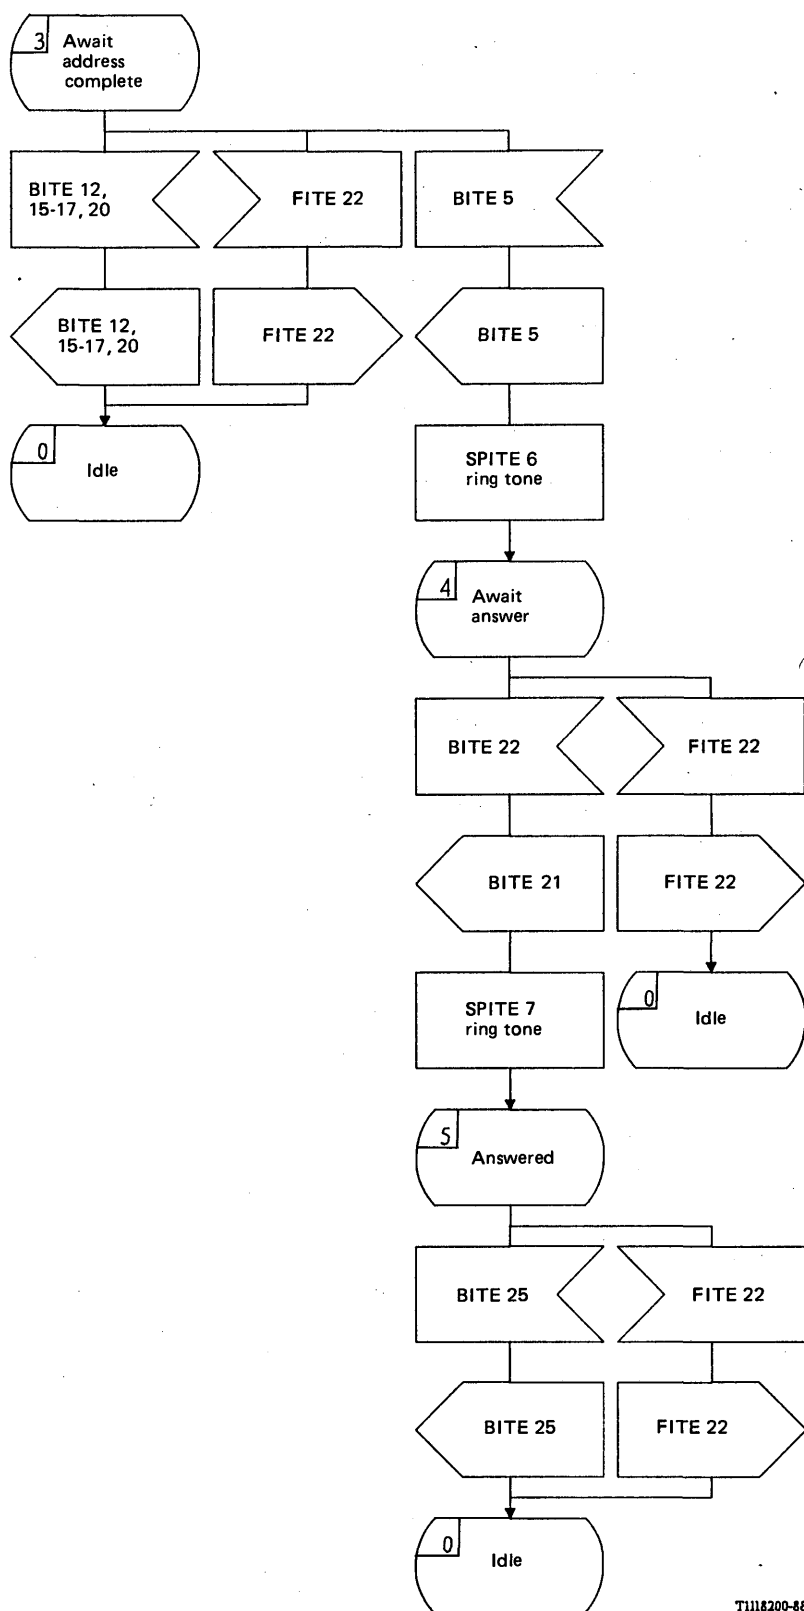 3
Await
address
complete
BITE 12,
15-17, 20
FITE 22
BITE 5
BITE 12,
15-17, 20
FITE 22
BITE 5
0
Idle
SPITE 6
ring tone
4
Await
answer
BITE 22
FITE 22
BITE 21
FITE 22
SPITE 7
ring tone
0
Idle
5
Answered
BITE 25
FITE 22
BITE 25
FITE 22
0
Idle
T1118200-88